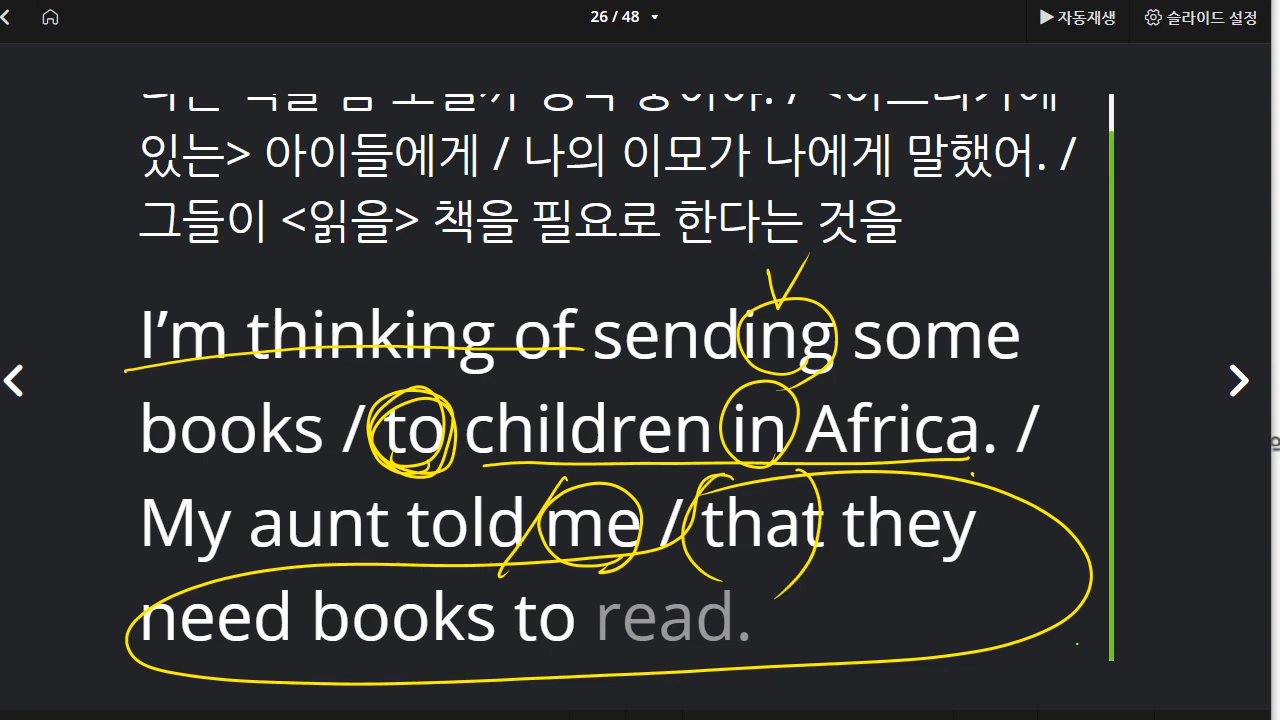 26 / 48
▶ 자동재생
슬라이드 설정
있는> 아이들에게 / 나의 이모가 나에게 말했어. /
그들이 <읽을> 책을 필요로 한다는 것을
I’m thinking of sending some
books / to children in Africa. /
My aunt told me / that they
need books to read.